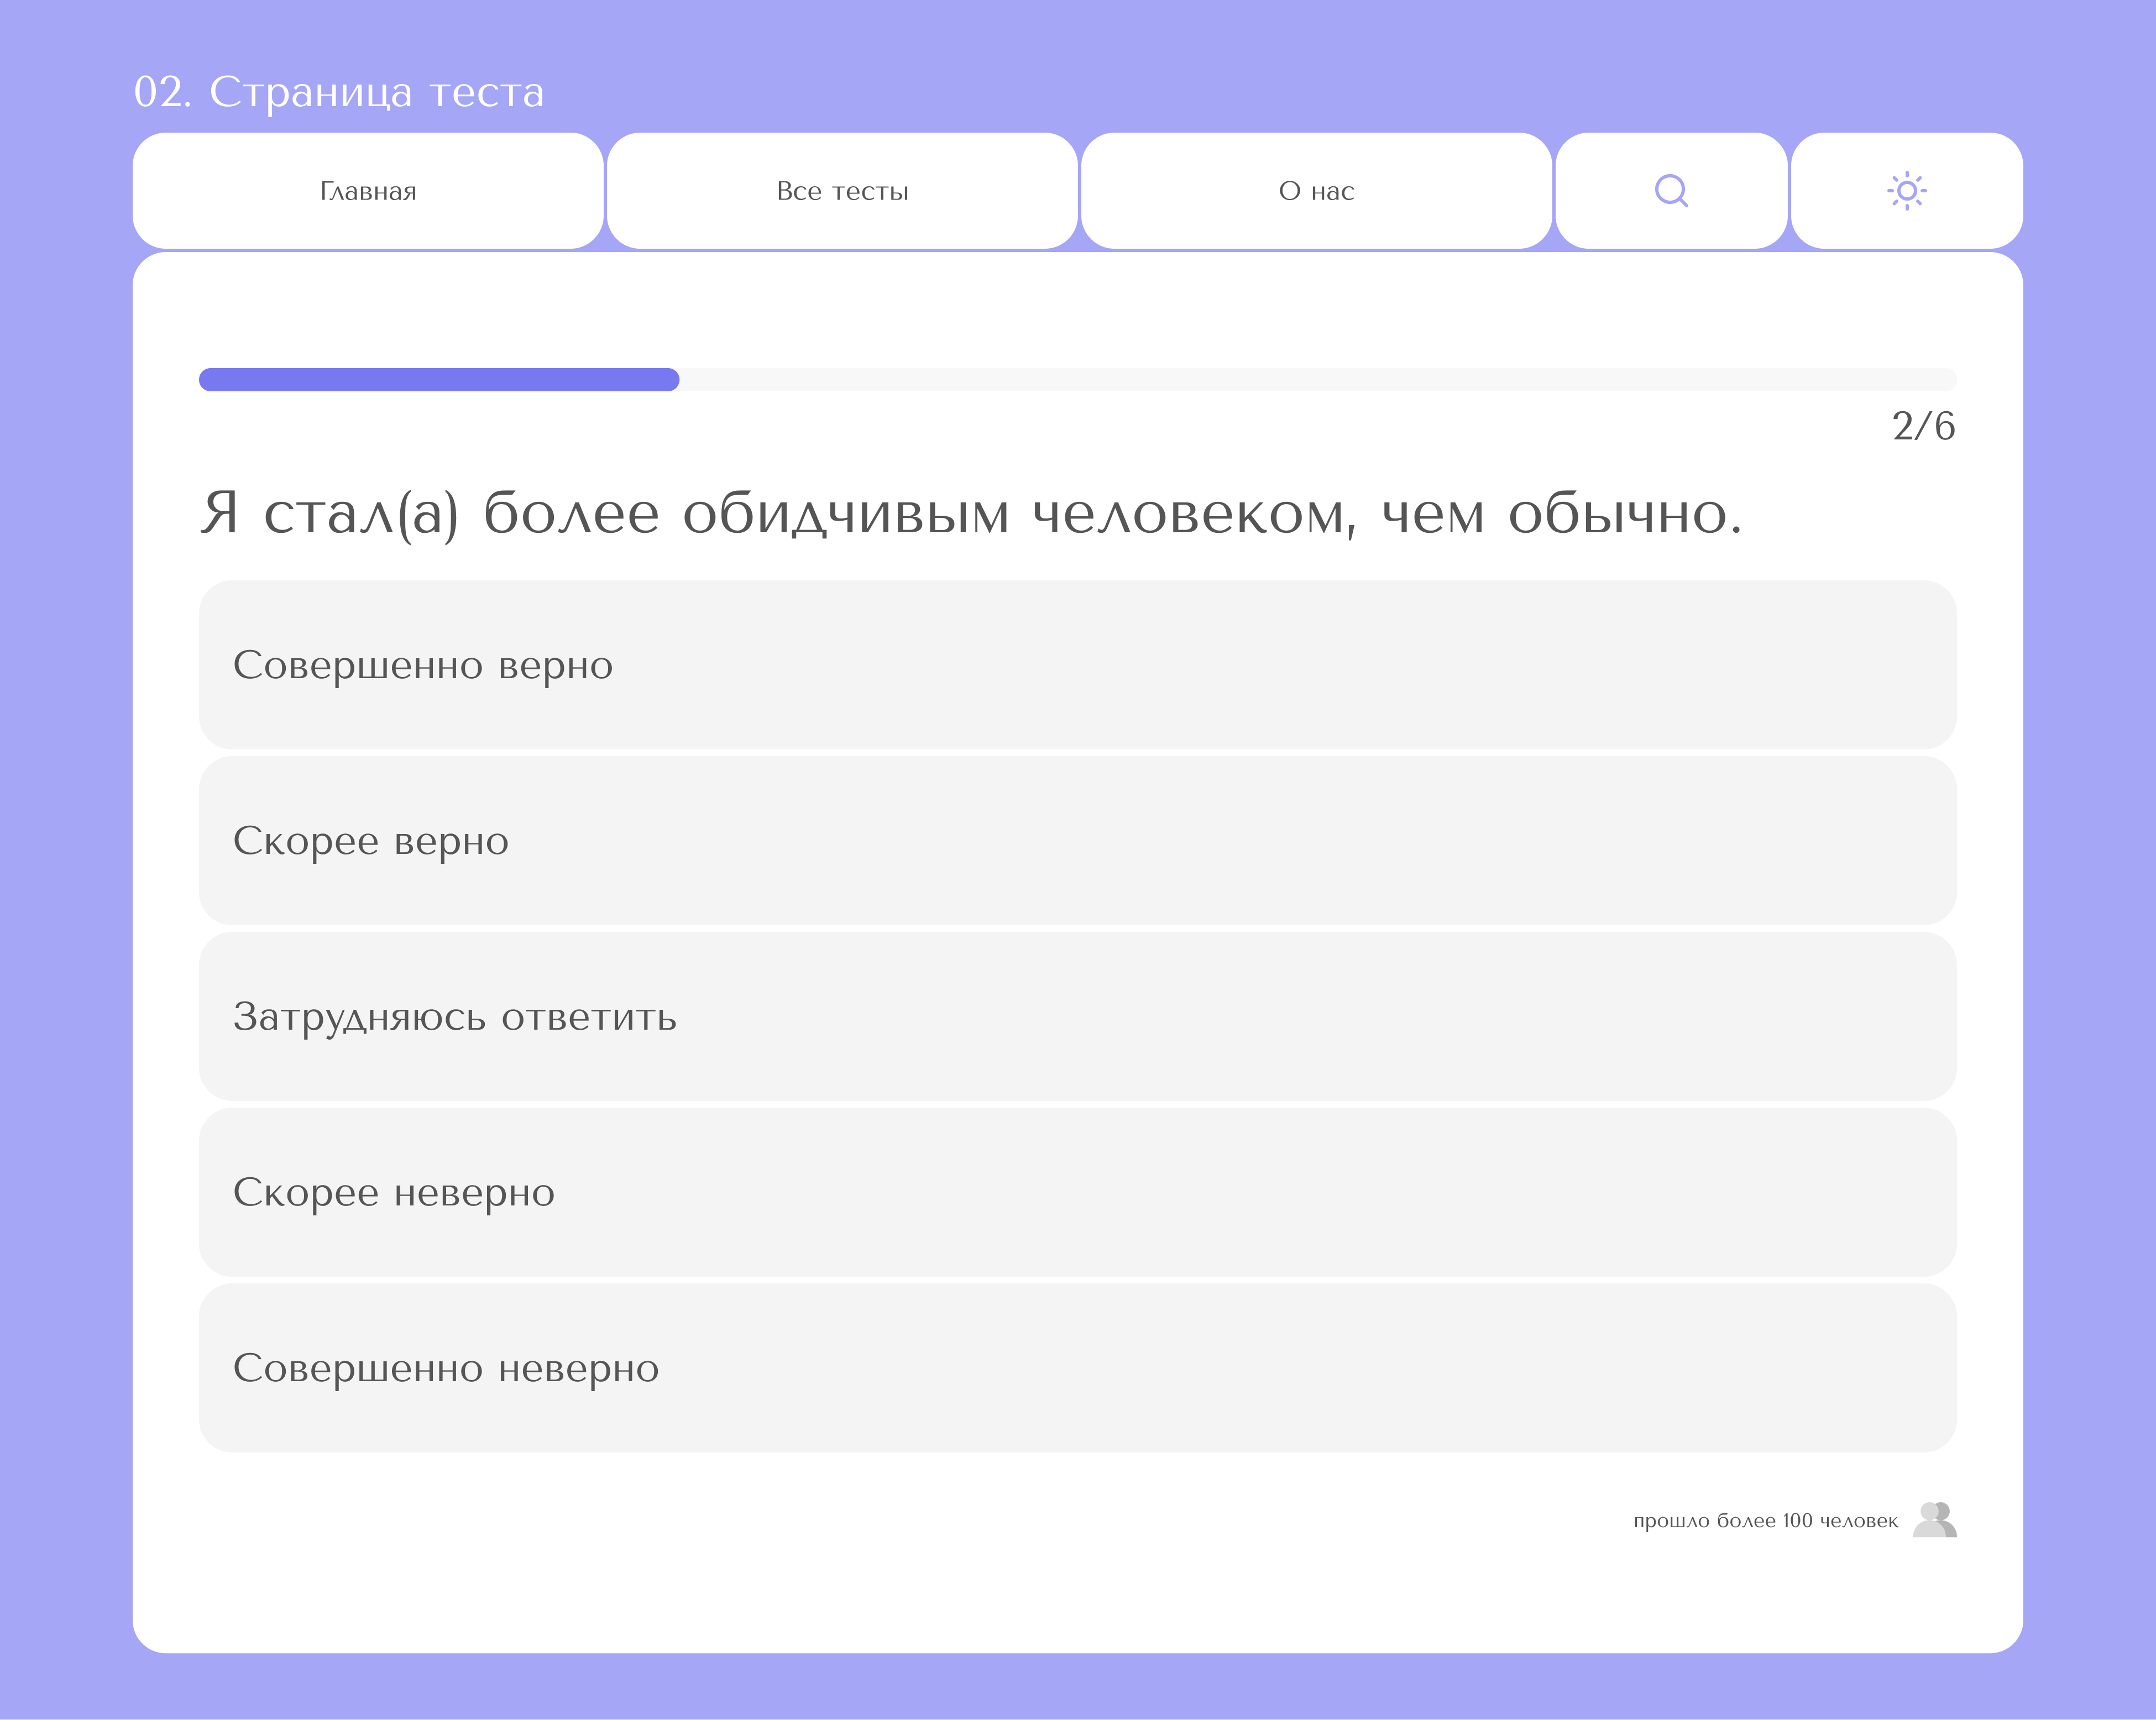 02. Страница теста
Главная
Все тесты
О нас
2/6
Я стал(а) более обидчивым человеком, чем обычно.
Совершенно верно
Скорее верно
Затрудняюсь ответить
Скорее неверно
Совершенно неверно
прошло более 100 человек